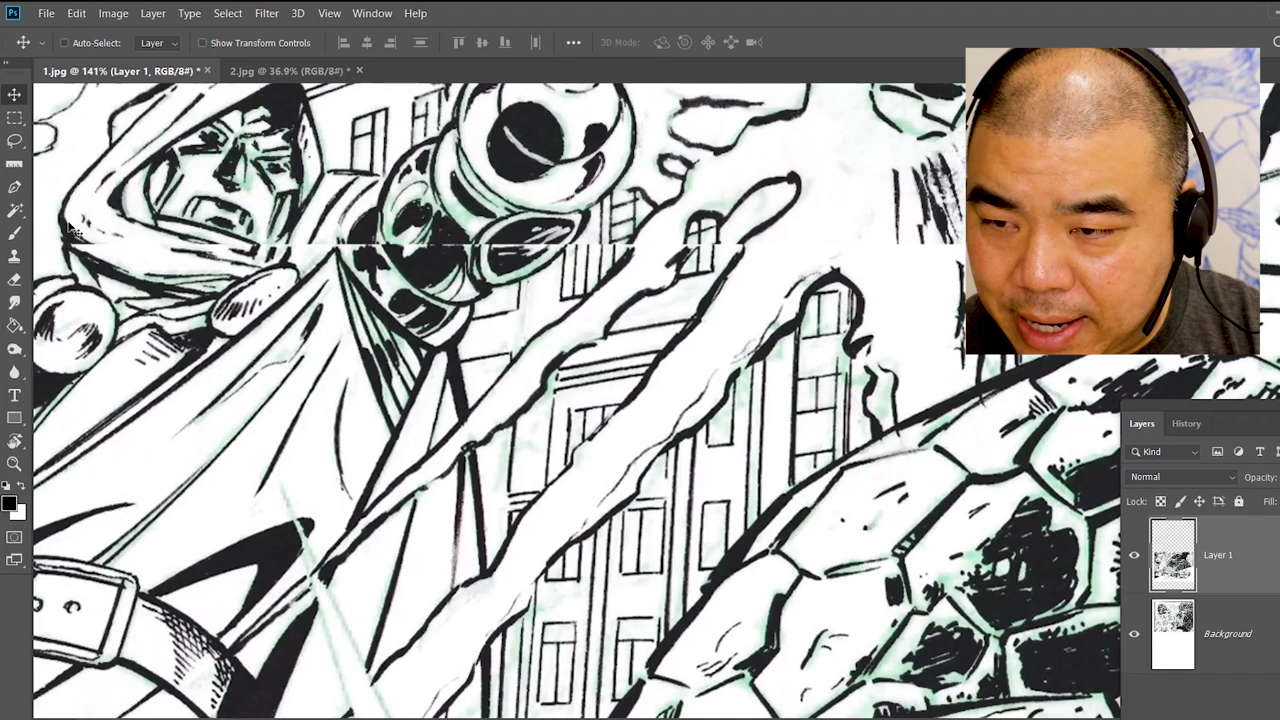 Ps File Edit Image Layer Type Select Filter 3D View Window Help
Auto-Select: Layer Show Transform Controls 3D Mode:
1.jpg @ 141% (Layer 1, RGB/8#) * × 2.jpg @ 36.9% (RGB/8#) * ×
Layers History
Kind
Normal Opacity:
Lock: Fill:
Layer 1
Background